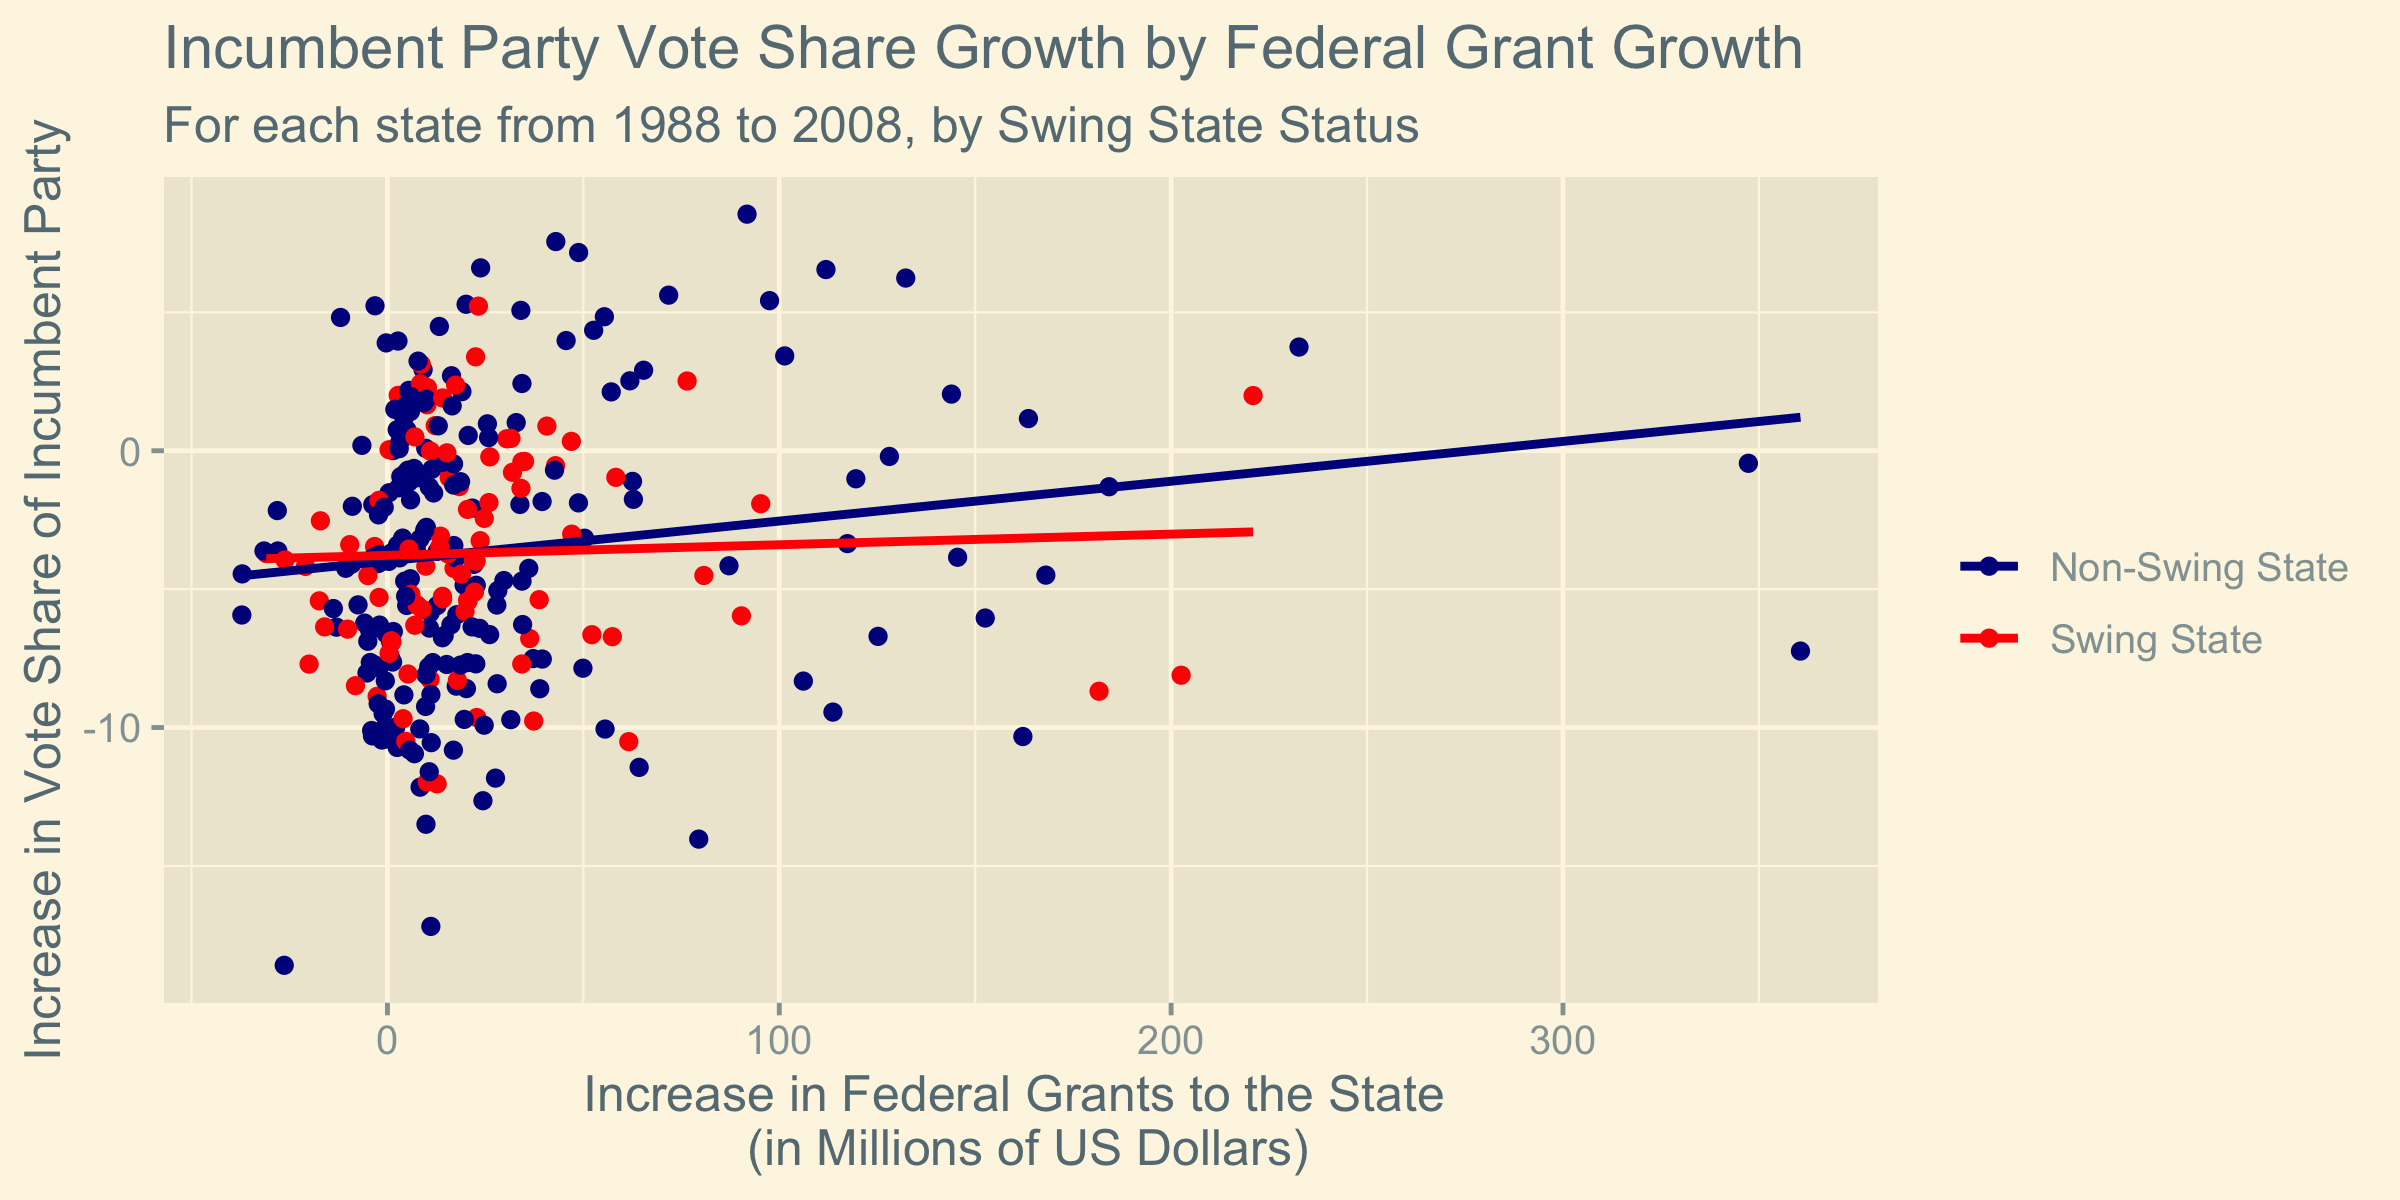 Incumbent Party Vote Share Growth by Federal Grant Growth
For each state from 1988 to 2008, by Swing State Status
Increase in Vote Share of Incumbent Party
0
-10
0
100
200
300
Increase in Federal Grants to the State
(in Millions of US Dollars)
Non-Swing State
Swing State